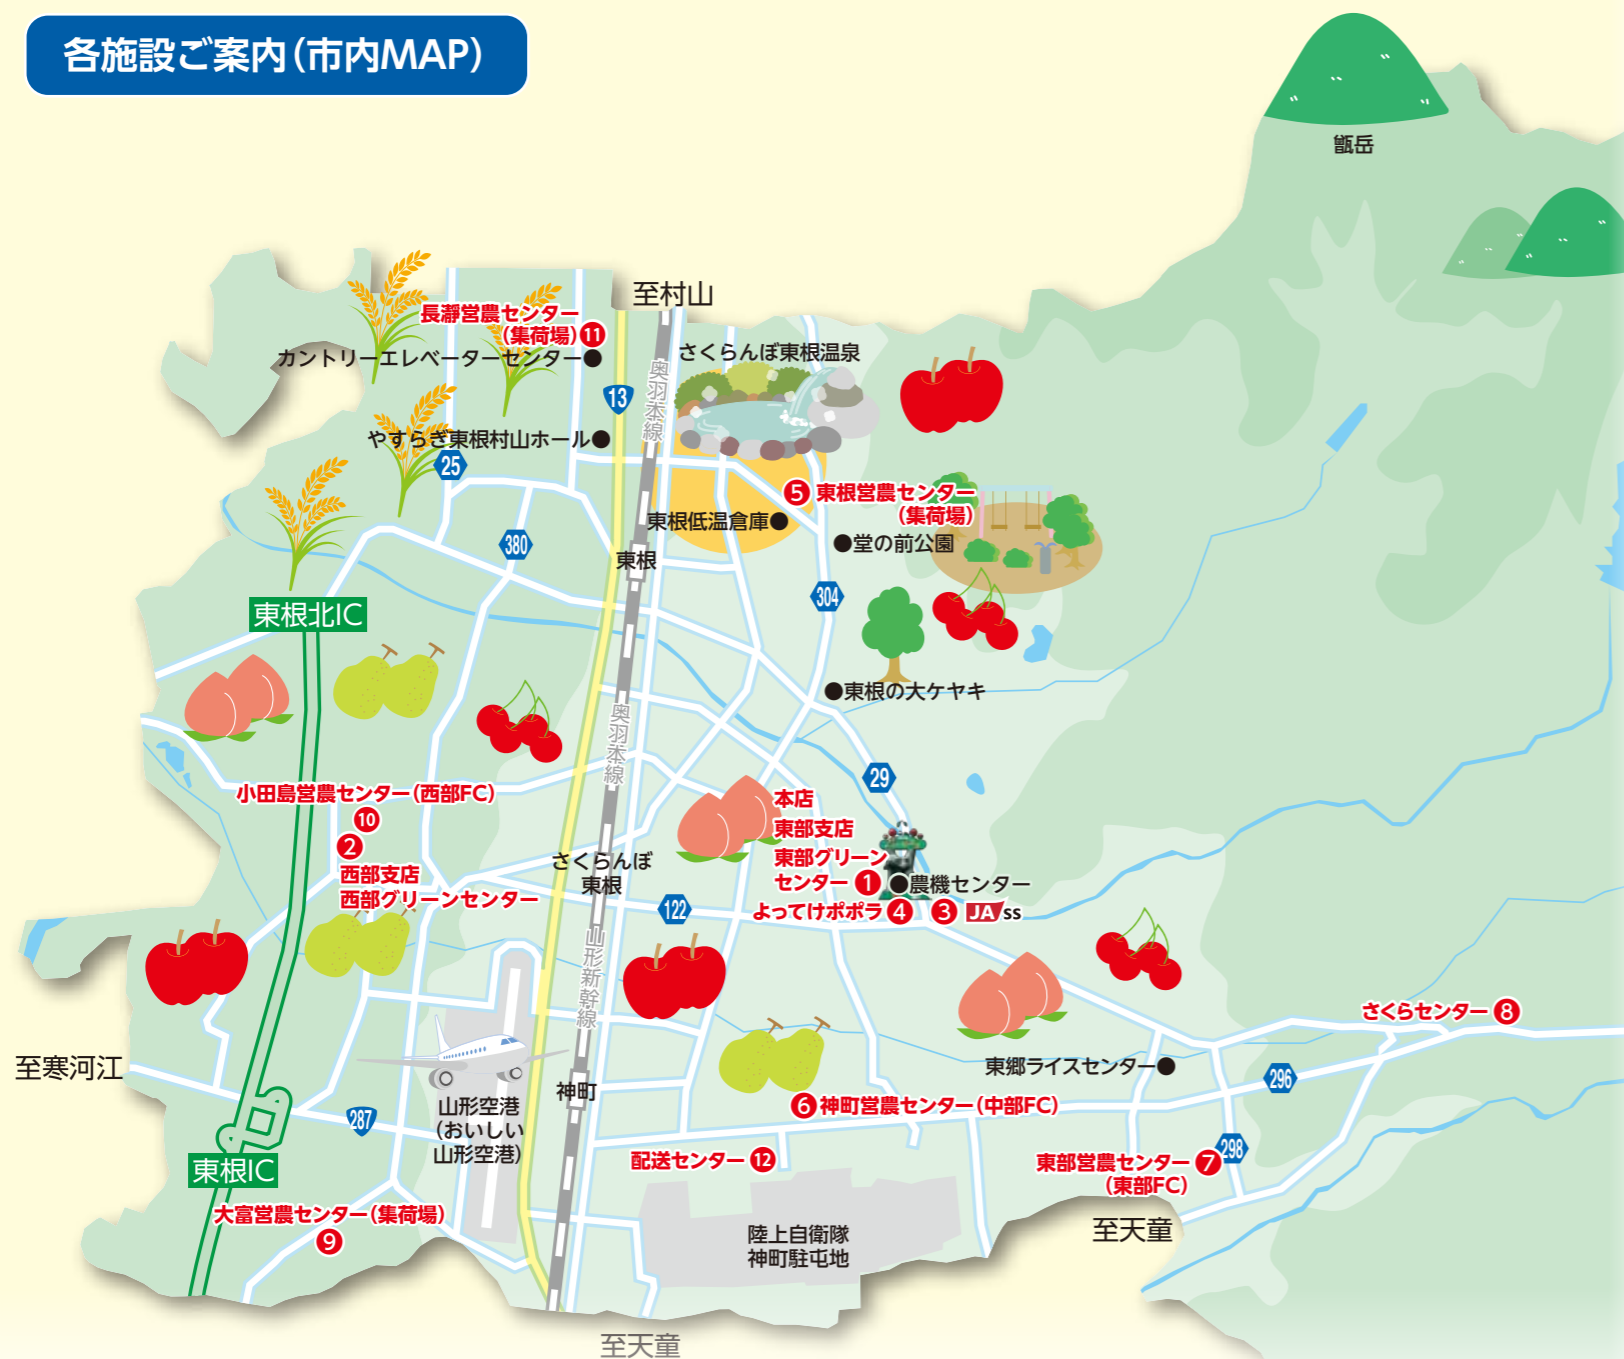 各施設ご案内（市内MAP）
甑岳
至村山
長瀞営農センター
（集荷場）⓫
カントリーエレベーターセンター●
さくらんぼ東根温泉
奥羽本線
13
やすらぎ東根村山ホール●
25
❺ 東根営農センター
（集荷場）
東根低温倉庫●
●堂の前公園
380
東根
304
東根北IC
●東根の大ケヤキ
奥羽本線
29
小田島営農センター（西部FC）
❿
❷
西部支店
西部グリーンセンター
本店
東部支店
東部グリーン
センター ❶
●農機センター
よってけポポラ ❹
❸ JA ss
さくらんぼ
東根
122
山形新幹線
さくらセンター ❽
至寒河江
東郷ライスセンター●
296
神町
287
山形空港
（おいしい
山形空港）
❻ 神町営農センター（中部FC）
298
配送センター ⓬
東部営農センター ❼
（東部FC）
東根IC
大富営農センター（集荷場）
❾
陸上自衛隊
神町駐屯地
至天童
至天童